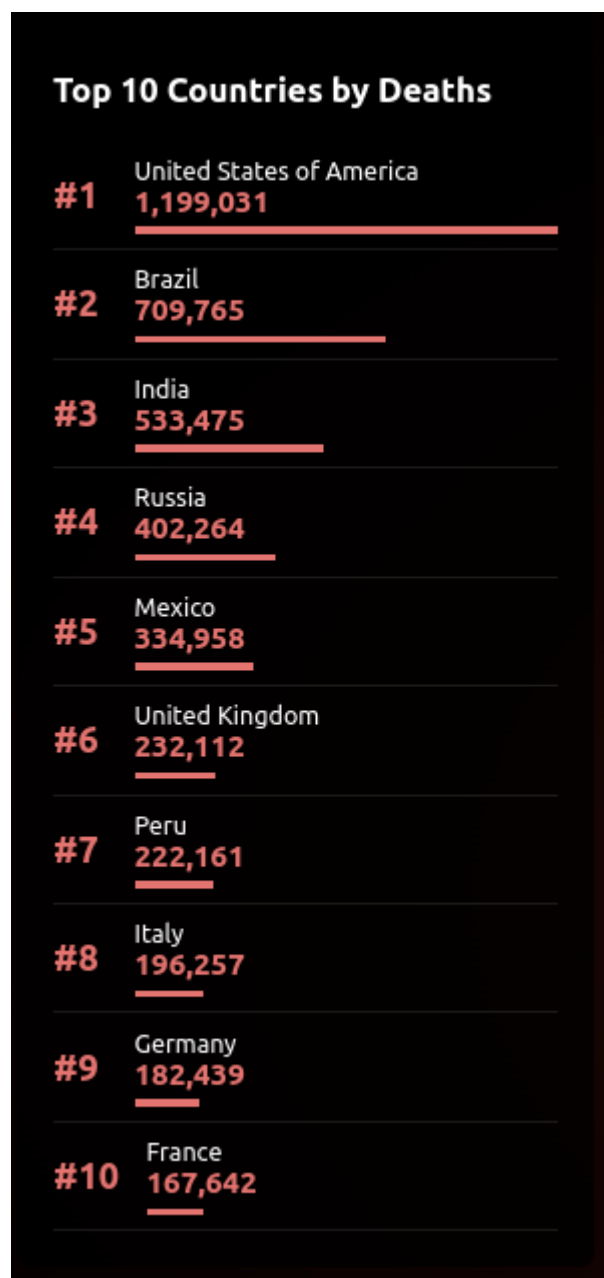 Top 10 Countries by Deaths
#1
United States of America
1,199,031
#2
Brazil
709,765
#3
India
533,475
#4
Russia
402,264
#5
Mexico
334,958
#6
United Kingdom
232,112
#7
Peru
222,161
#8
Italy
196,257
#9
Germany
182,439
#10
France
167,642